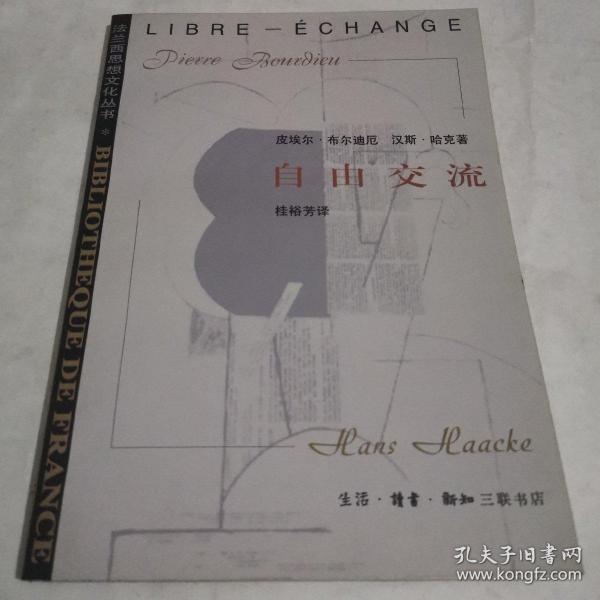 LIBRE – ÉCHANGE
Pierre Bourdieu
皮埃尔·布尔迪厄 汉斯·哈克著
自由交流
桂裕芳译
Hans Haacke
生活·讀書·新知三联书店
法兰西思想文化丛书 * BIBLIOTHEQUE DE FRANCE
孔夫子旧书网
www.kongfz.com